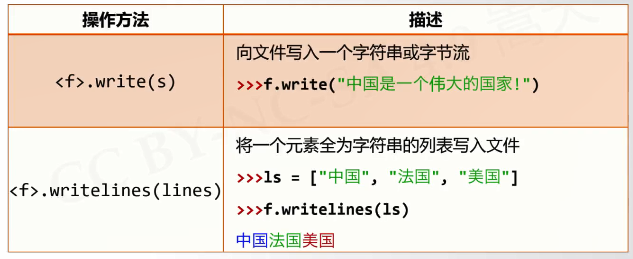 操作方法 描述
向文件写入一个字符串或字节流
<f>.write(s)
>>>f.write("中国是一个伟大的国家!")
将一个元素全为字符串的列表写入文件
>>>ls = ["中国", "法国", "美国"]
<f>.writelines(lines)
>>>f.writelines(ls)
中国法国美国